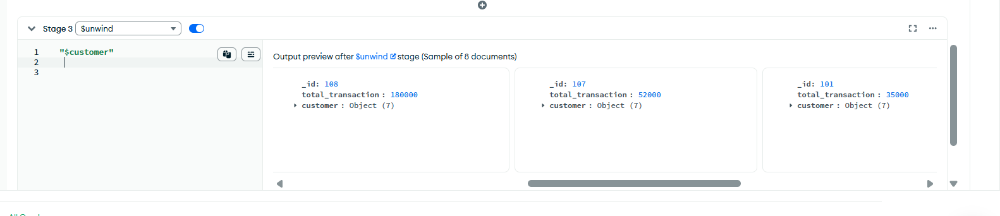 Stage 3 $unwind
1 "$customer"
2
3
Output preview after $unwind stage (Sample of 8 documents)
_id: 108
total_transaction : 180000
customer : Object (7)
_id: 107
total_transaction : 52000
customer : Object (7)
_id: 101
total_transaction : 35000
customer : Object (7)